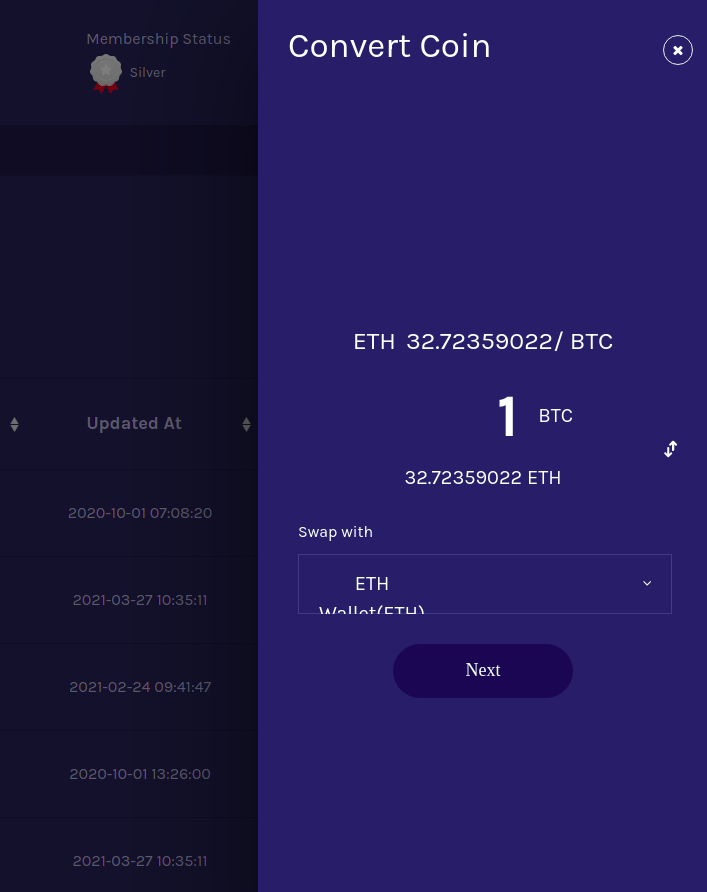 Membership Status
Silver
Updated At
2020-10-01 07:08:20
2021-03-27 10:35:11
2021-02-24 09:41:47
2020-10-01 13:26:00
2021-03-27 10:35:11
Convert Coin
ETH 32.72359022/ BTC
1 BTC
32.72359022 ETH
Swap with
ETH
Wallet(ETH)
Next